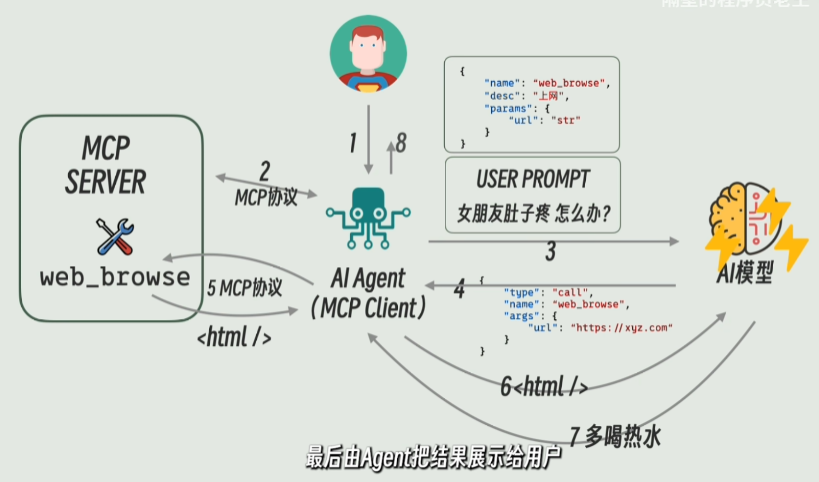 隔壁的程序员老王
{
"name": "web_browse",
"desc": "上网",
"params": {
"url": "str"
}
}
1
8
MCP
SERVER
2
MCP协议
USER PROMPT
女朋友肚子疼 怎么办?
3
web_browse
5 MCP协议
<html />
AI Agent
(MCP Client)
AI模型
4
{
"type": "call",
"name": "web_browse",
"args": {
"url": "https://xyz.com"
}
}
6<html />
7 多喝热水
最后由Agent把结果展示给用户